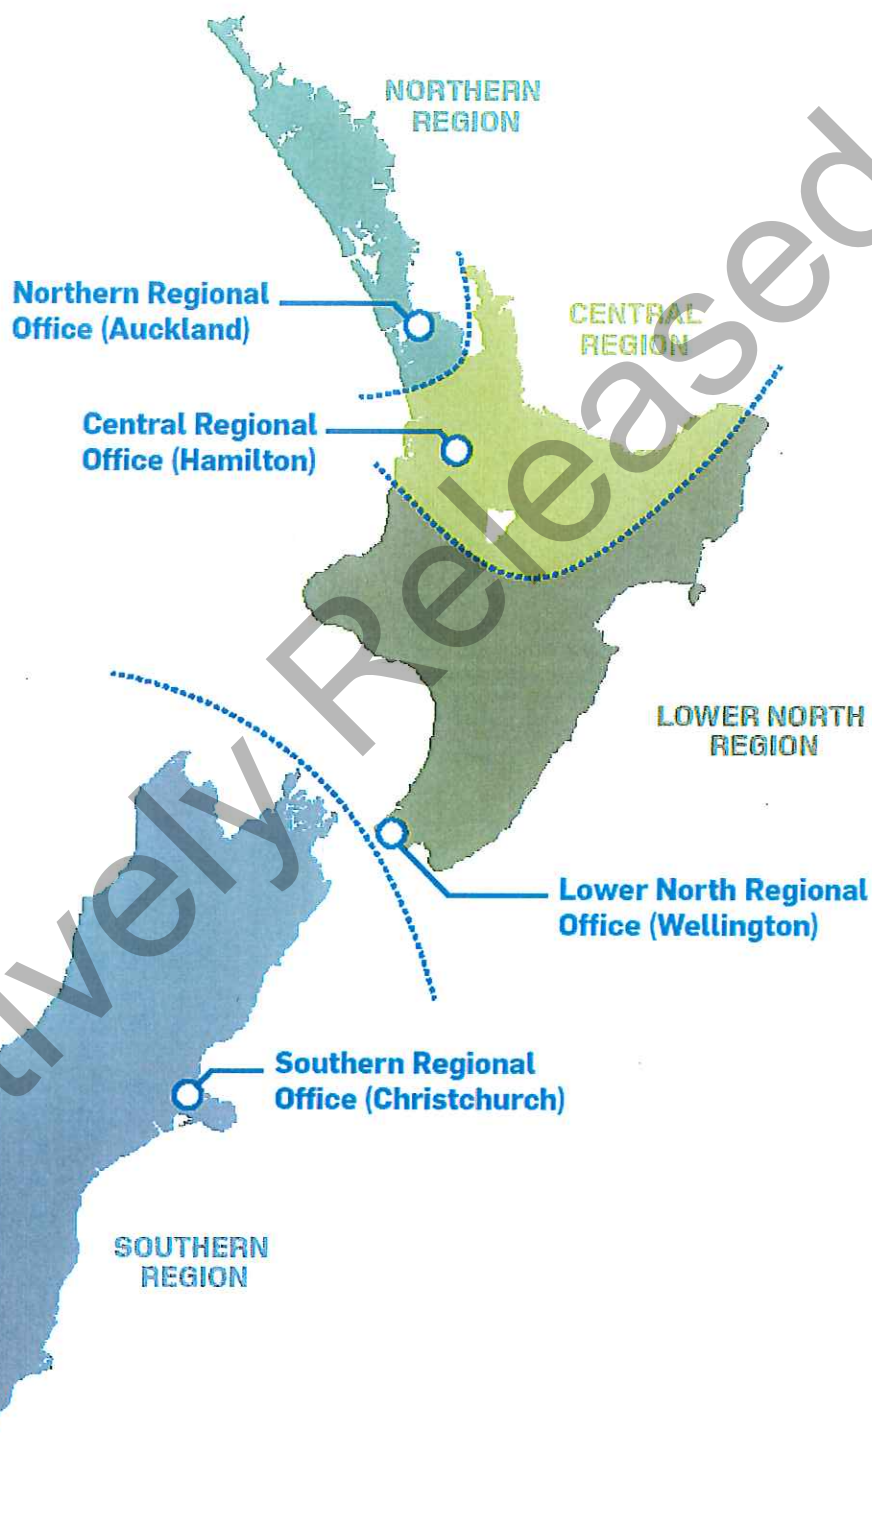 NORTHERN
REGION
Northern Regional
Office (Auckland)
CENTRAL
REGION
Central Regional
Office (Hamilton)
LOWER NORTH
REGION
Lower North Regional
Office (Wellington)
Southern Regional
Office (Christchurch)
SOUTHERN
REGION
tively Released